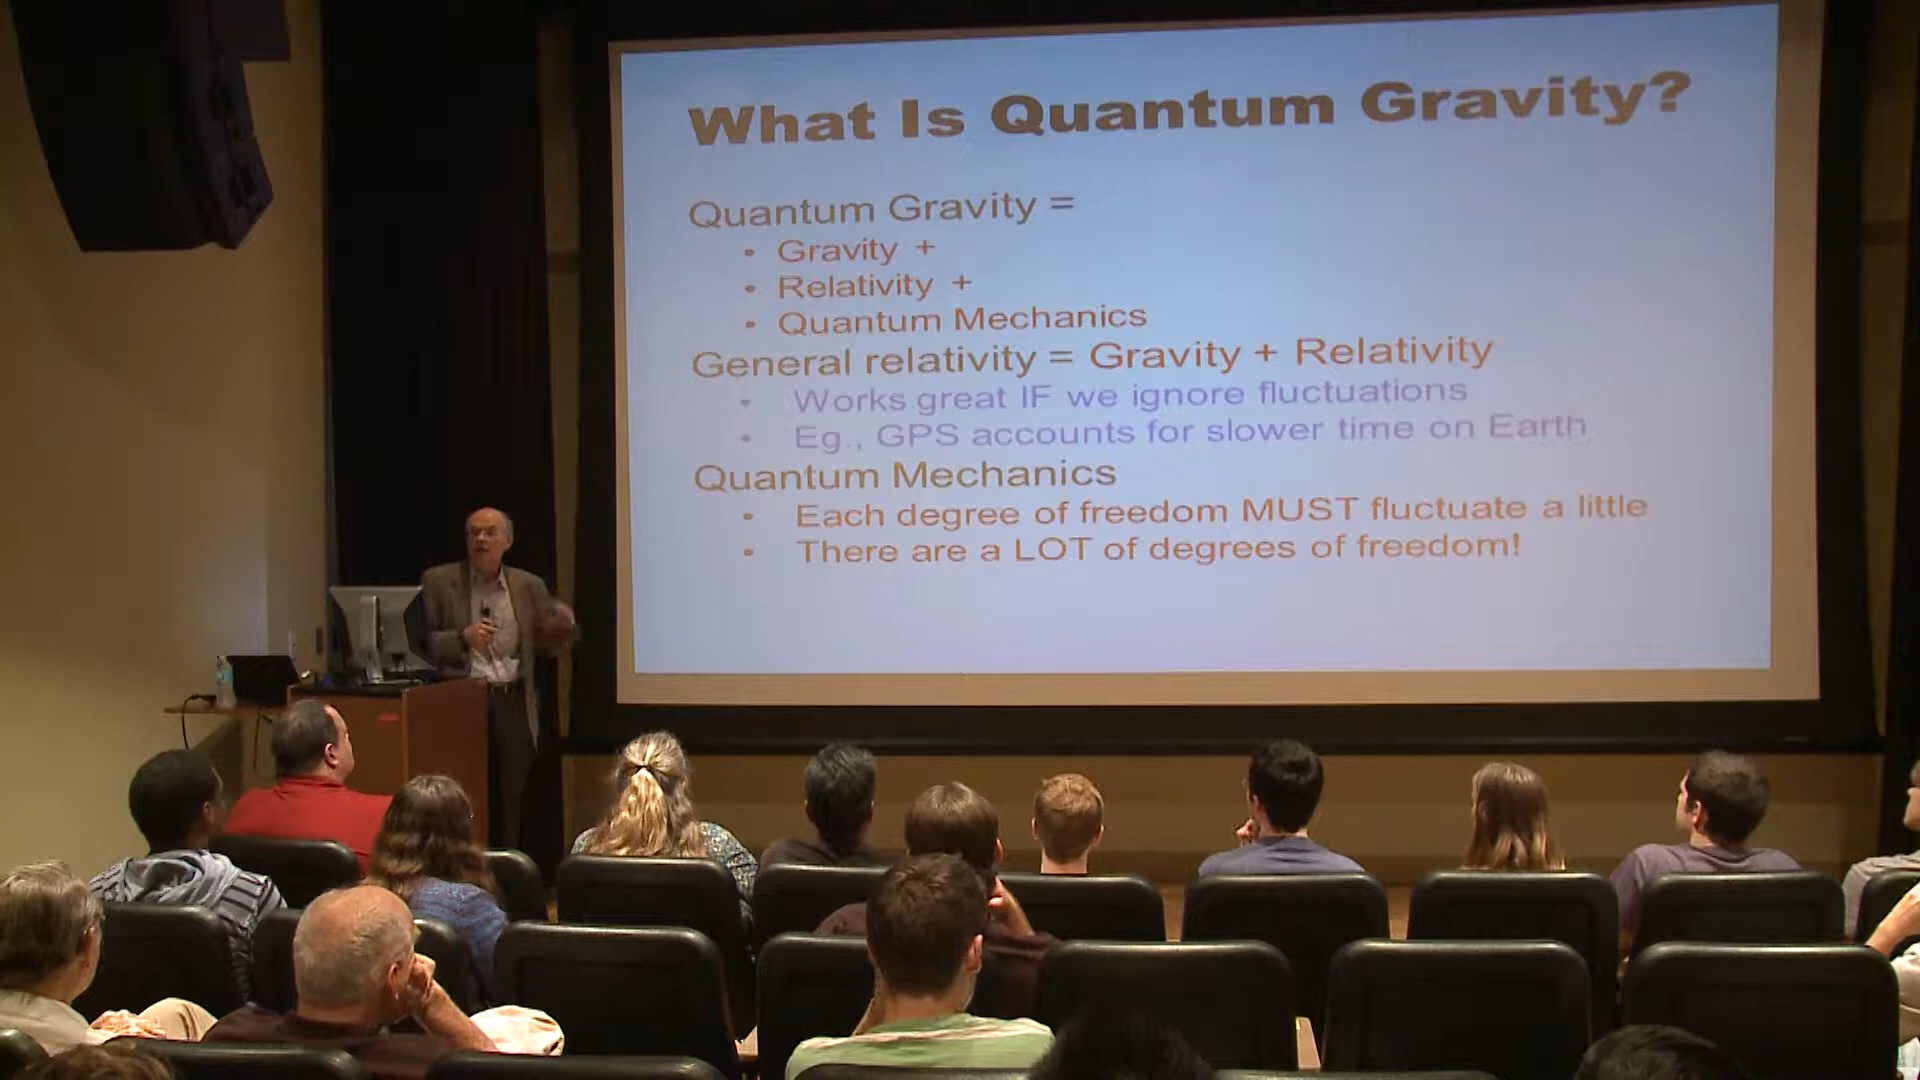 What Is Quantum Gravity?
Quantum Gravity =
• Gravity +
• Relativity +
• Quantum Mechanics
General relativity = Gravity + Relativity
• Works great IF we ignore fluctuations
• Eg., GPS accounts for slower time on Earth
Quantum Mechanics
• Each degree of freedom MUST fluctuate a little
• There are a LOT of degrees of freedom!